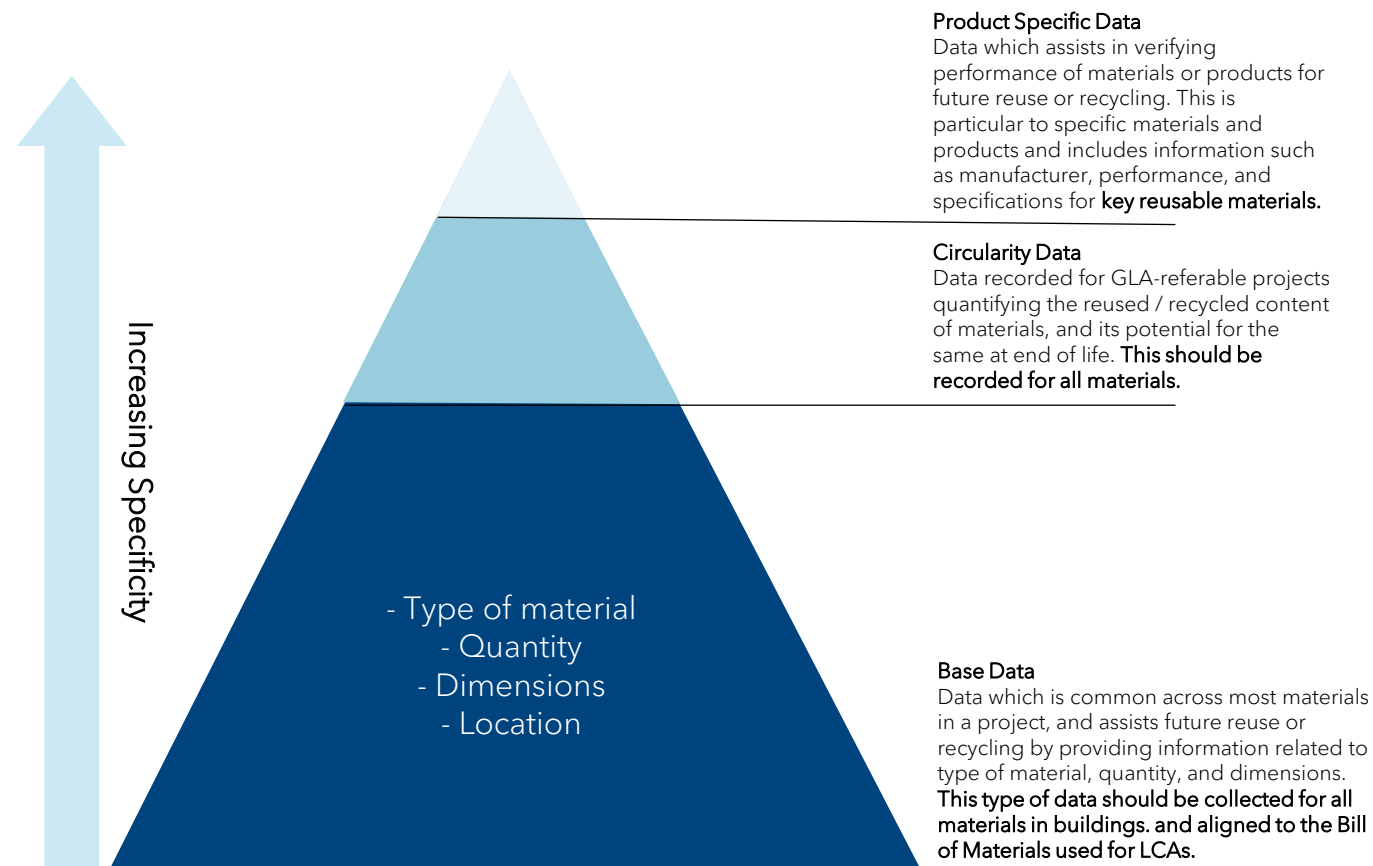 Product Specific Data
Data which assists in verifying
performance of materials or products for
future reuse or recycling. This is
particular to specific materials and
products and includes information such
as manufacturer, performance, and
specifications for key reusable materials.
Circularity Data
Data recorded for GLA-referable projects
quantifying the reused / recycled content
of materials, and its potential for the
same at end of life. This should be
recorded for all materials.
Increasing Specificity
- Type of material
- Quantity
- Dimensions
- Location
Base Data
Data which is common across most materials
in a project, and assists future reuse or
recycling by providing information related to
type of material, quantity, and dimensions.
This type of data should be collected for all
materials in buildings. and aligned to the Bill
of Materials used for LCAs.